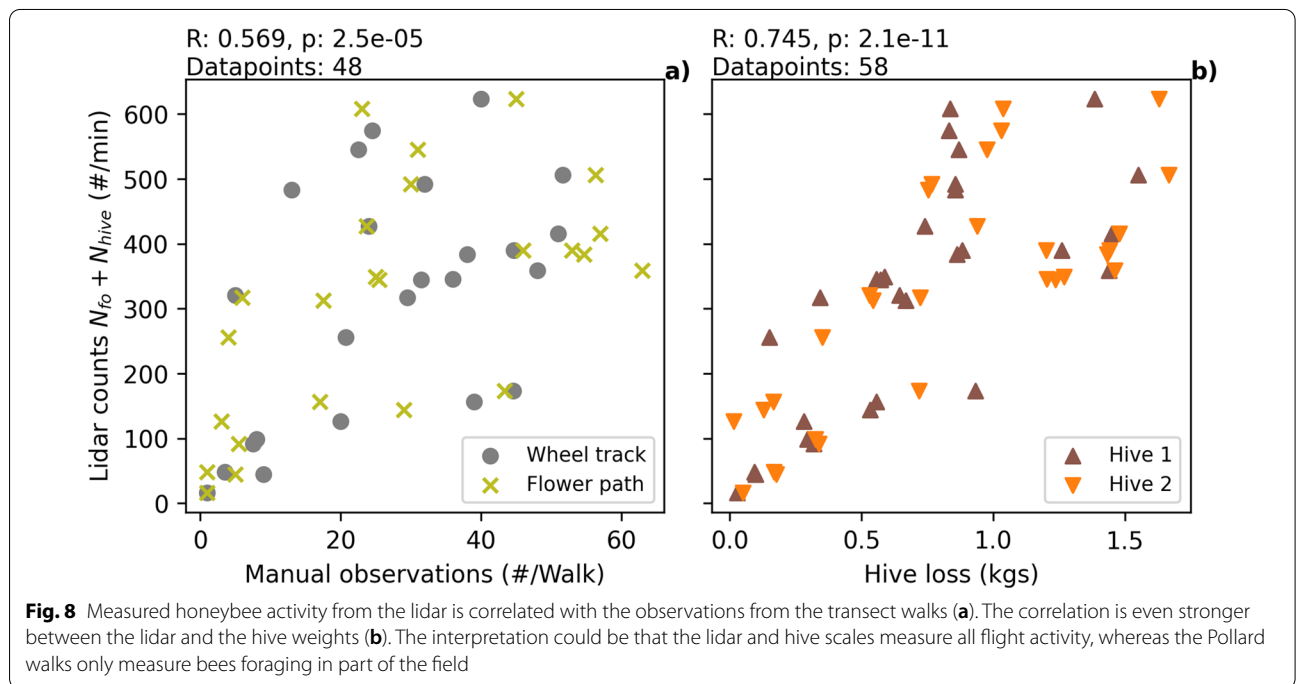 R: 0.569, p: 2.5e-05
Datapoints: 48
a)
R: 0.745, p: 2.1e-11
Datapoints: 58
b)
Lidar counts N_fo + N_hive (#/min)
600
500
400
300
200
100
0
Wheel track
Flower path
Hive 1
Hive 2
0 20 40 60
0.0 0.5 1.0 1.5
Manual observations (#/Walk)
Hive loss (kgs)
Fig. 8 Measured honeybee activity from the lidar is correlated with the observations from the transect walks (a). The correlation is even stronger
between the lidar and the hive weights (b). The interpretation could be that the lidar and hive scales measure all flight activity, whereas the Pollard
walks only measure bees foraging in part of the field